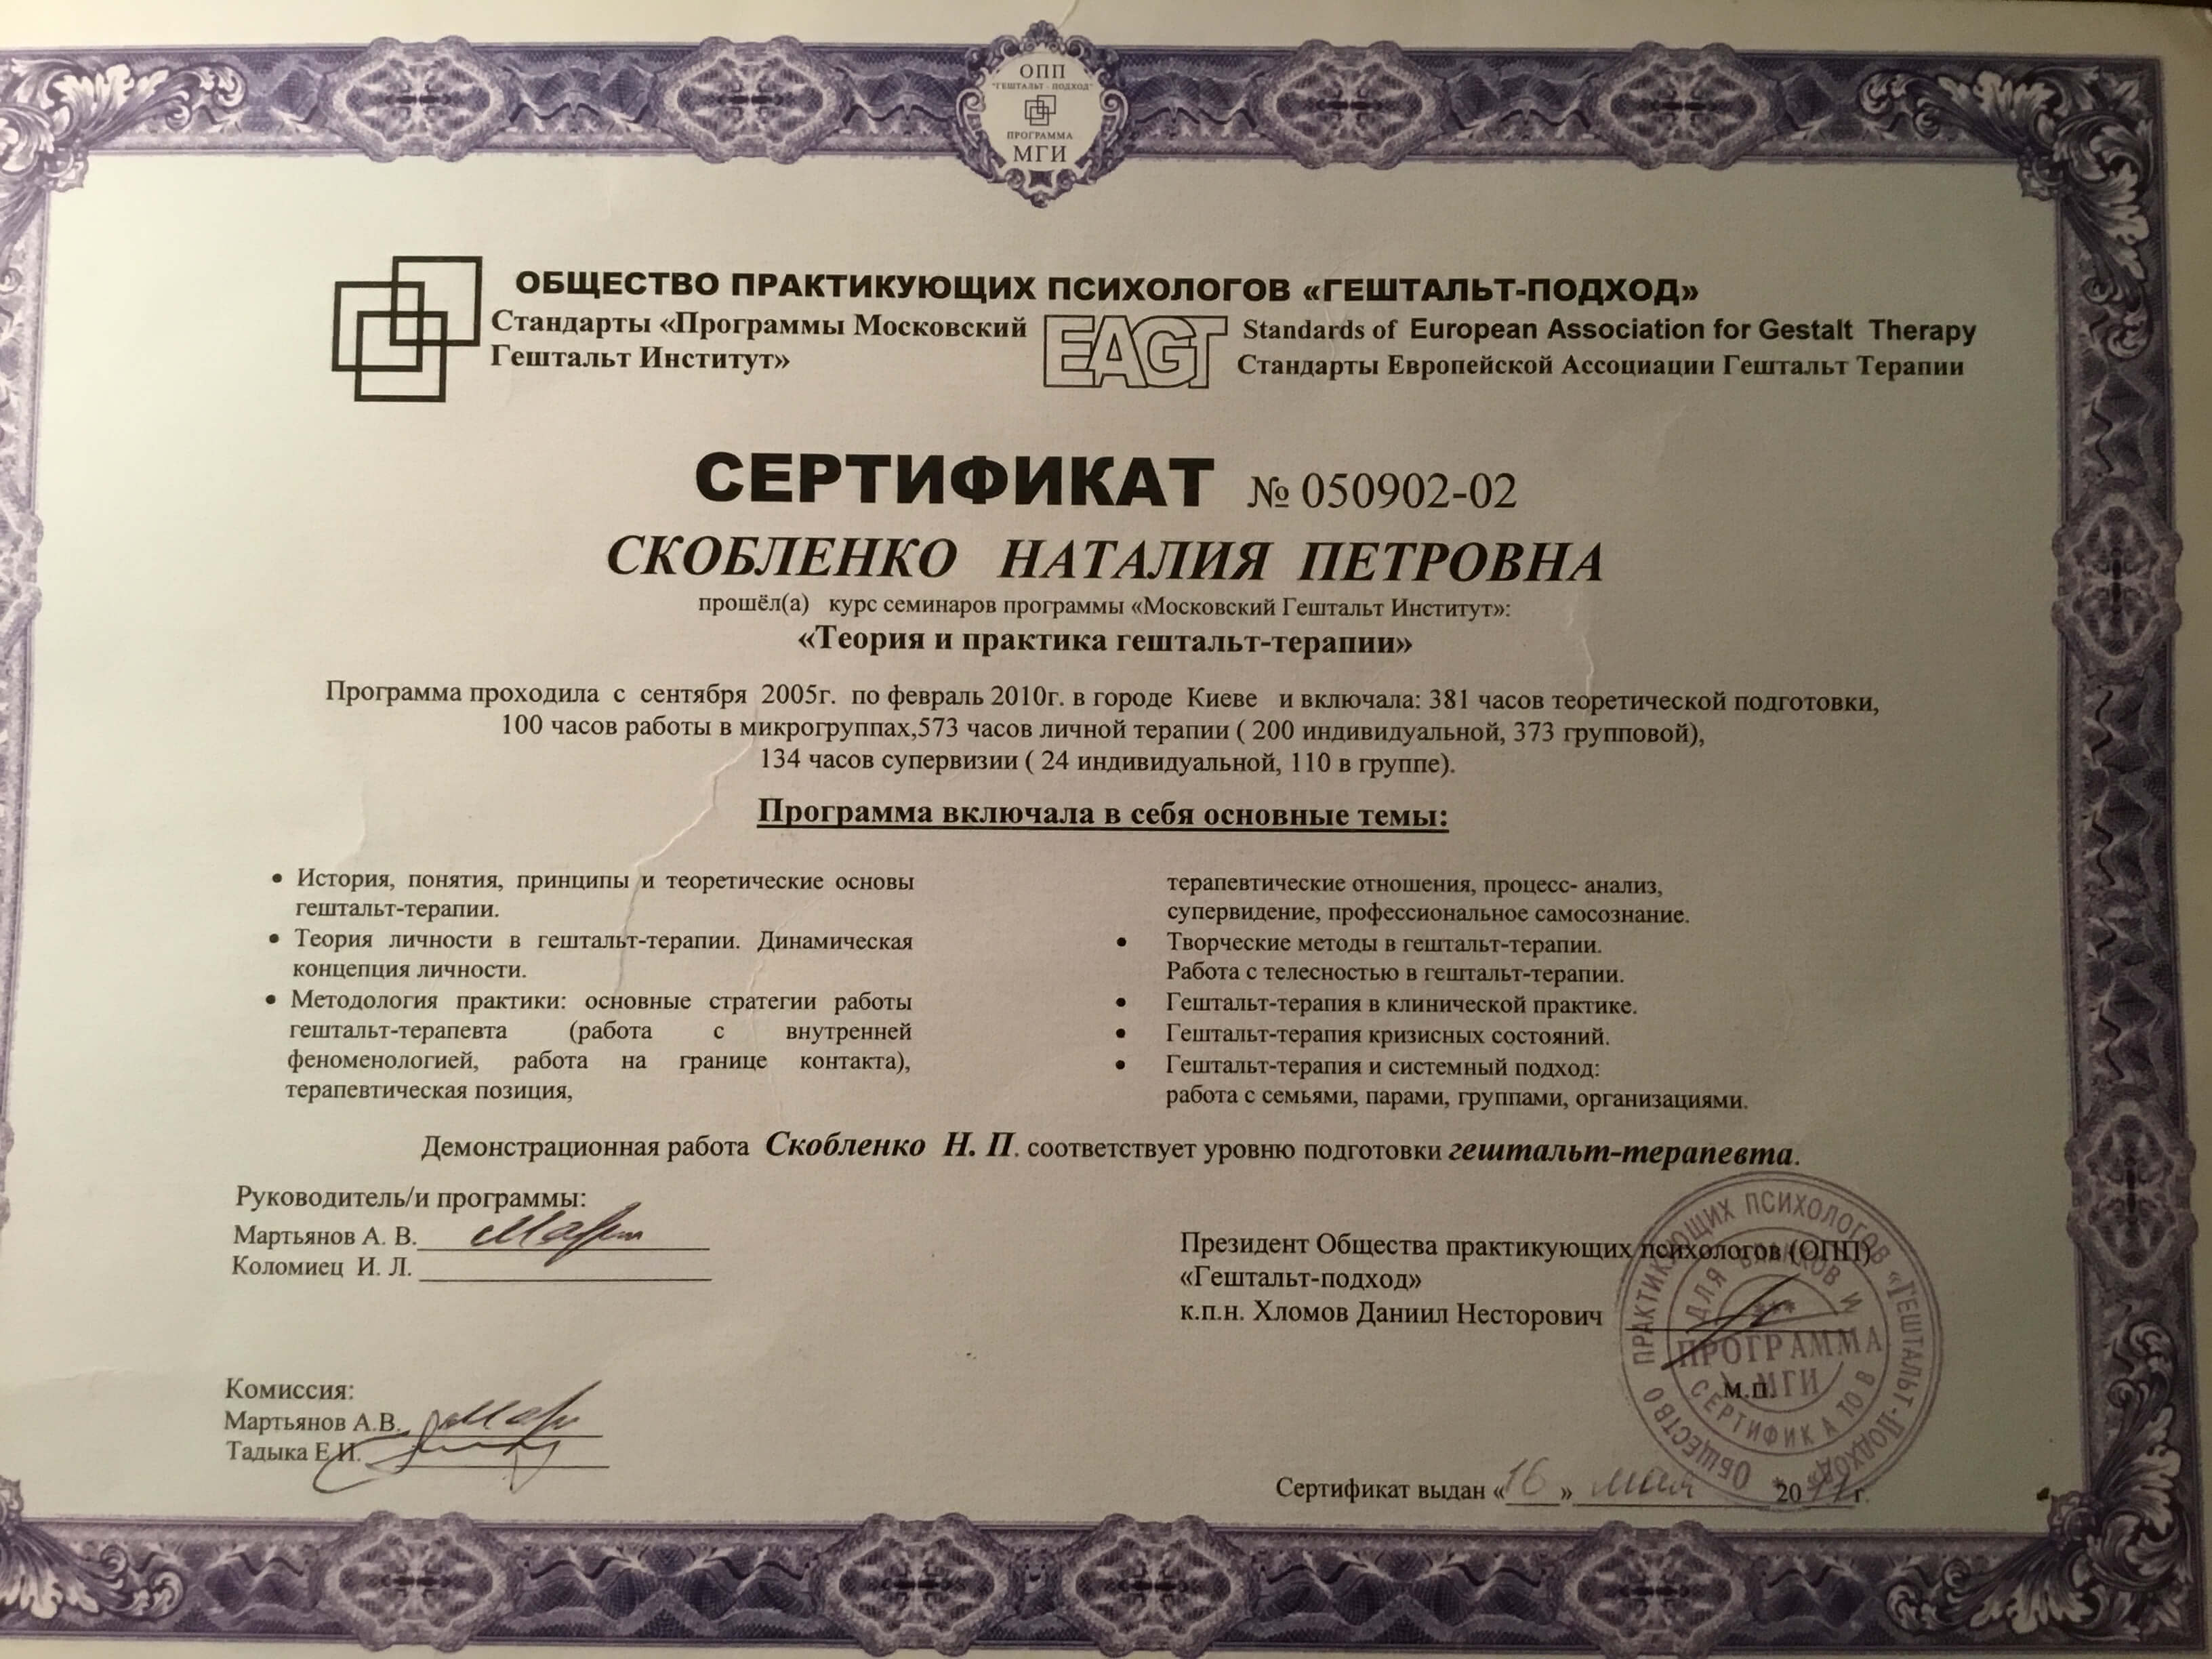 ОПП
"ГЕШТАЛЬТ - ПОДХОД"
ПРОГРАММА
МГИ
ОБЩЕСТВО ПРАКТИКУЮЩИХ ПСИХОЛОГОВ «ГЕШТАЛЬТ-ПОДХОД»
Стандарты «Программы Московский
Гештальт Институт»
EAGT
Standards of European Association for Gestalt Therapy
Стандарты Европейской Ассоциации Гештальт Терапии
СЕРТИФИКАТ № 050902-02
СКОБЛЕНКО НАТАЛИЯ ПЕТРОВНА
прошёл(а) курс семинаров программы «Московский Гештальт Институт»:
«Теория и практика гештальт-терапии»
Программа проходила с сентября 2005г. по февраль 2010г. в городе Киеве и включала: 381 часов теоретической подготовки,
100 часов работы в микрогруппах,573 часов личной терапии ( 200 индивидуальной, 373 групповой),
134 часов супервизии ( 24 индивидуальной, 110 в группе).
Программа включала в себя основные темы:
• История, понятия, принципы и теоретические основы
гештальт-терапии.
• Теория личности в гештальт-терапии. Динамическая
концепция личности.
• Методология практики: основные стратегии работы
гештальт-терапевта (работа с внутренней
феноменологией, работа на границе контакта),
терапевтическая позиция,
терапевтические отношения, процесс- анализ,
супервидение, профессиональное самосознание.
• Творческие методы в гештальт-терапии.
Работа с телесностью в гештальт-терапии.
• Гештальт-терапия в клинической практике.
• Гештальт-терапия кризисных состояний.
• Гештальт-терапия и системный подход:
работа с семьями, парами, группами, организациями.
Демонстрационная работа Скобленко Н. П. соответствует уровню подготовки гештальт-терапевта.
Руководитель/и программы:
Мартьянов А. В.
Коломиец И. Л.
Президент Общества практикующих психологов (ОПП)
«Гештальт-подход»
к.п.н. Хломов Даниил Несторович
М.П.
ОБЩЕСТВО ПРАКТИКУЮЩИХ ПСИХОЛОГОВ «ГЕШТАЛЬТ-ПОДХОД»
ДЛЯ БЛАНКОВ И СЕРТИФИКАТОВ
ПРОГРАММА
МГИ
Комиссия:
Мартьянов А.В.
Тадыка Е.И.
Сертификат выдан «16» мая 20 г.